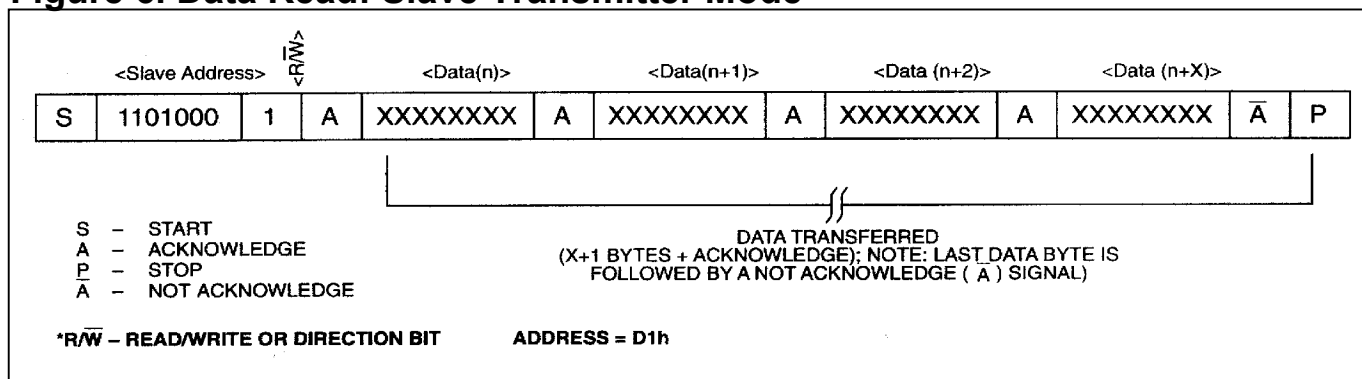 Figure 6. Data Read: Slave Transmitter Mode
<Slave Address> <R/W̅> <Data(n)> <Data(n+1)> <Data (n+2)> <Data (n+X)>
S 1101000 1 A XXXXXXXX A XXXXXXXX A XXXXXXXX A XXXXXXXX A̅ P
S – START
A – ACKNOWLEDGE
P – STOP
A̅ – NOT ACKNOWLEDGE
DATA TRANSFERRED
(X+1 BYTES + ACKNOWLEDGE); NOTE: LAST DATA BYTE IS
FOLLOWED BY A NOT ACKNOWLEDGE ( A̅ ) SIGNAL)
*R/W̅ – READ/WRITE OR DIRECTION BIT ADDRESS = D1h